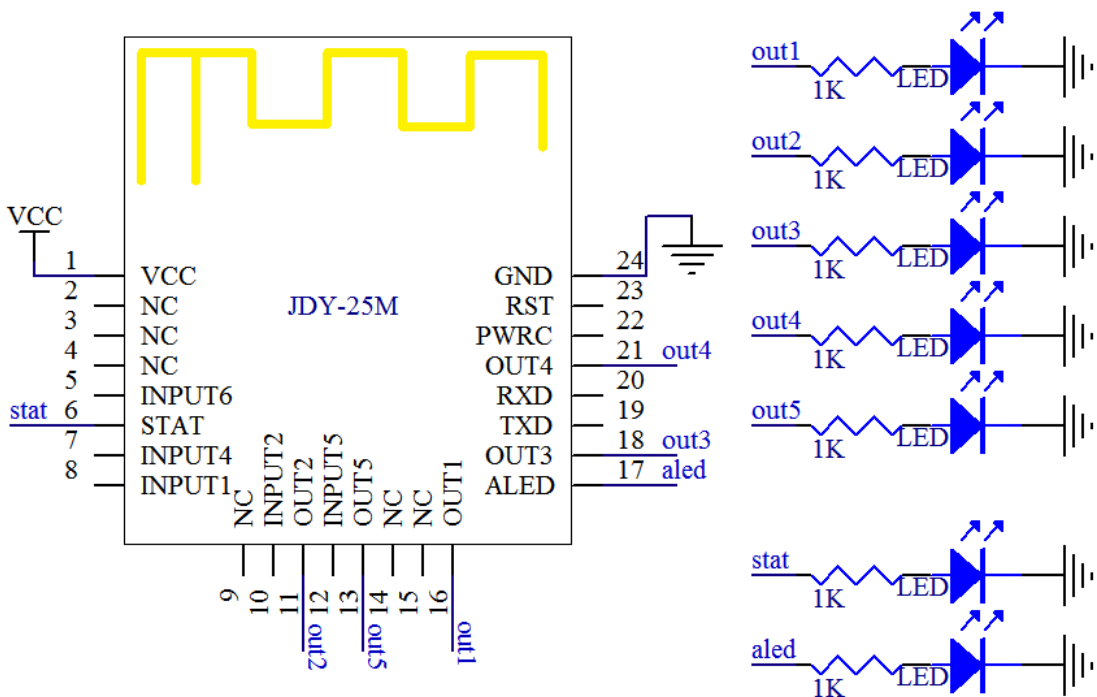 VCC
1 VCC
2 NC
3 NC
4 NC
5 INPUT6
stat 6 STAT
7 INPUT4
8 INPUT1
JDY-25M
GND 24
RST 23
PWRC 22
OUT4 21 out4
RXD 20
TXD 19
OUT3 18 out3
ALED 17 aled
NC 9
INPUT2 10
OUT2 11 out2
INPUT5 12
OUT5 13 out5
NC 14
NC 15
OUT1 16 out1
out1 1K LED
out2 1K LED
out3 1K LED
out4 1K LED
out5 1K LED
stat 1K LED
aled 1K LED